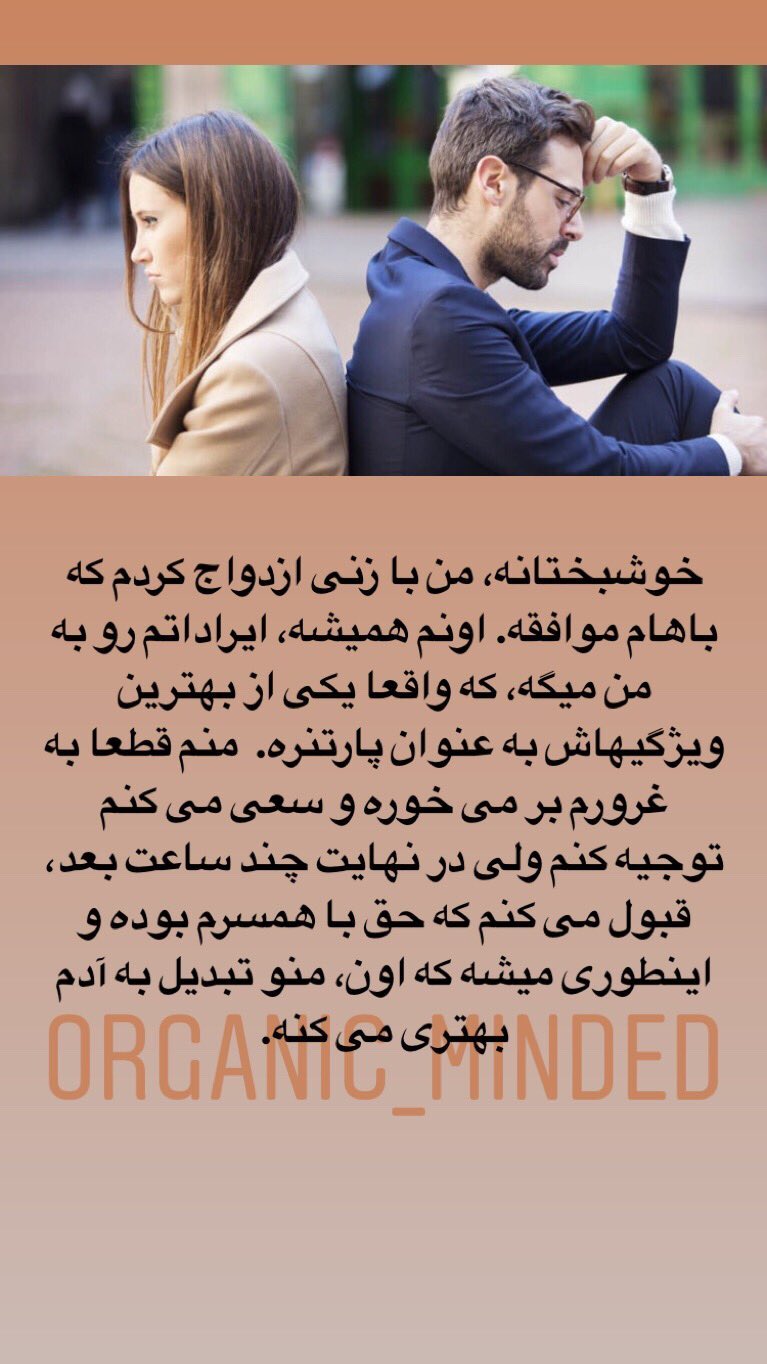 خوشبختانه، من با زنی ازدواج کردم که
باهام موافقه. اونم همیشه، ایراداتم رو به
من میگه، که واقعا یکی از بهترین
ویژگیهاش به عنوان پارتنره. منم قطعا به
غرورم بر می خوره و سعی می کنم
توجیه کنم ولی در نهایت چند ساعت بعد،
قبول می کنم که حق با همسرم بوده و
اینطوری میشه که اون، منو تبدیل به آدم
بهتری می کنه.
ORGANIC_MINDED